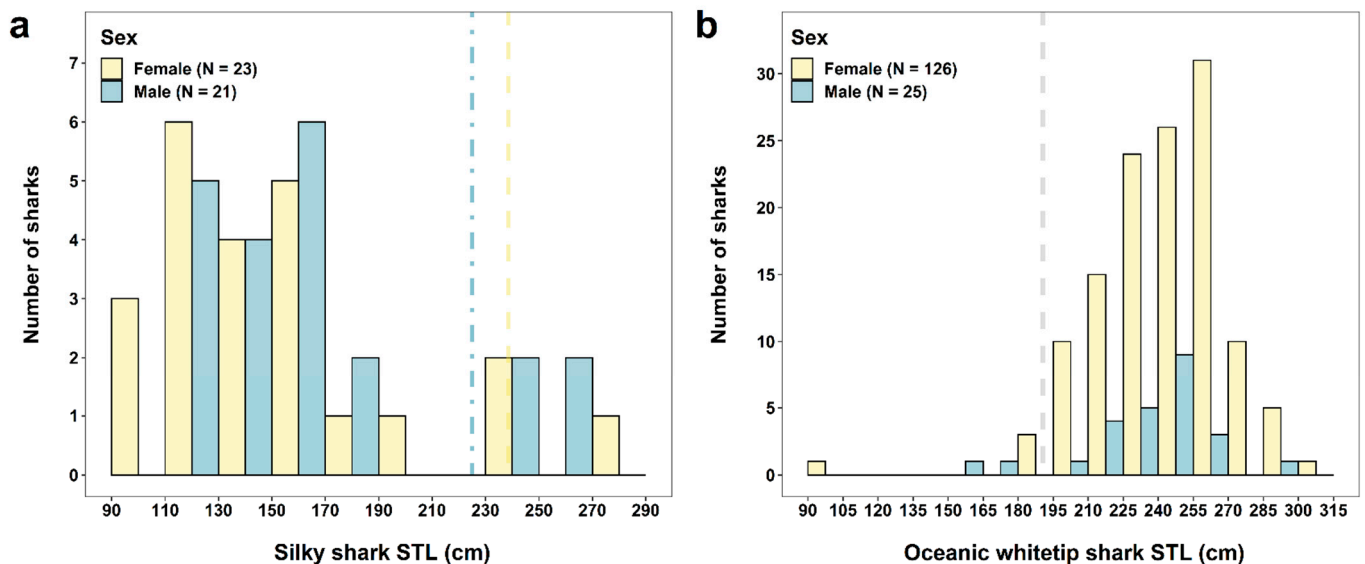 a
Sex
Female (N = 23)
Male (N = 21)
Number of sharks
7
6
5
4
3
2
1
0
90 110 130 150 170 190 210 230 250 270 290
Silky shark STL (cm)
b
Sex
Female (N = 126)
Male (N = 25)
Number of sharks
30
25
20
15
10
5
0
90 105 120 135 150 165 180 195 210 225 240 255 270 285 300 315
Oceanic whitetip shark STL (cm)